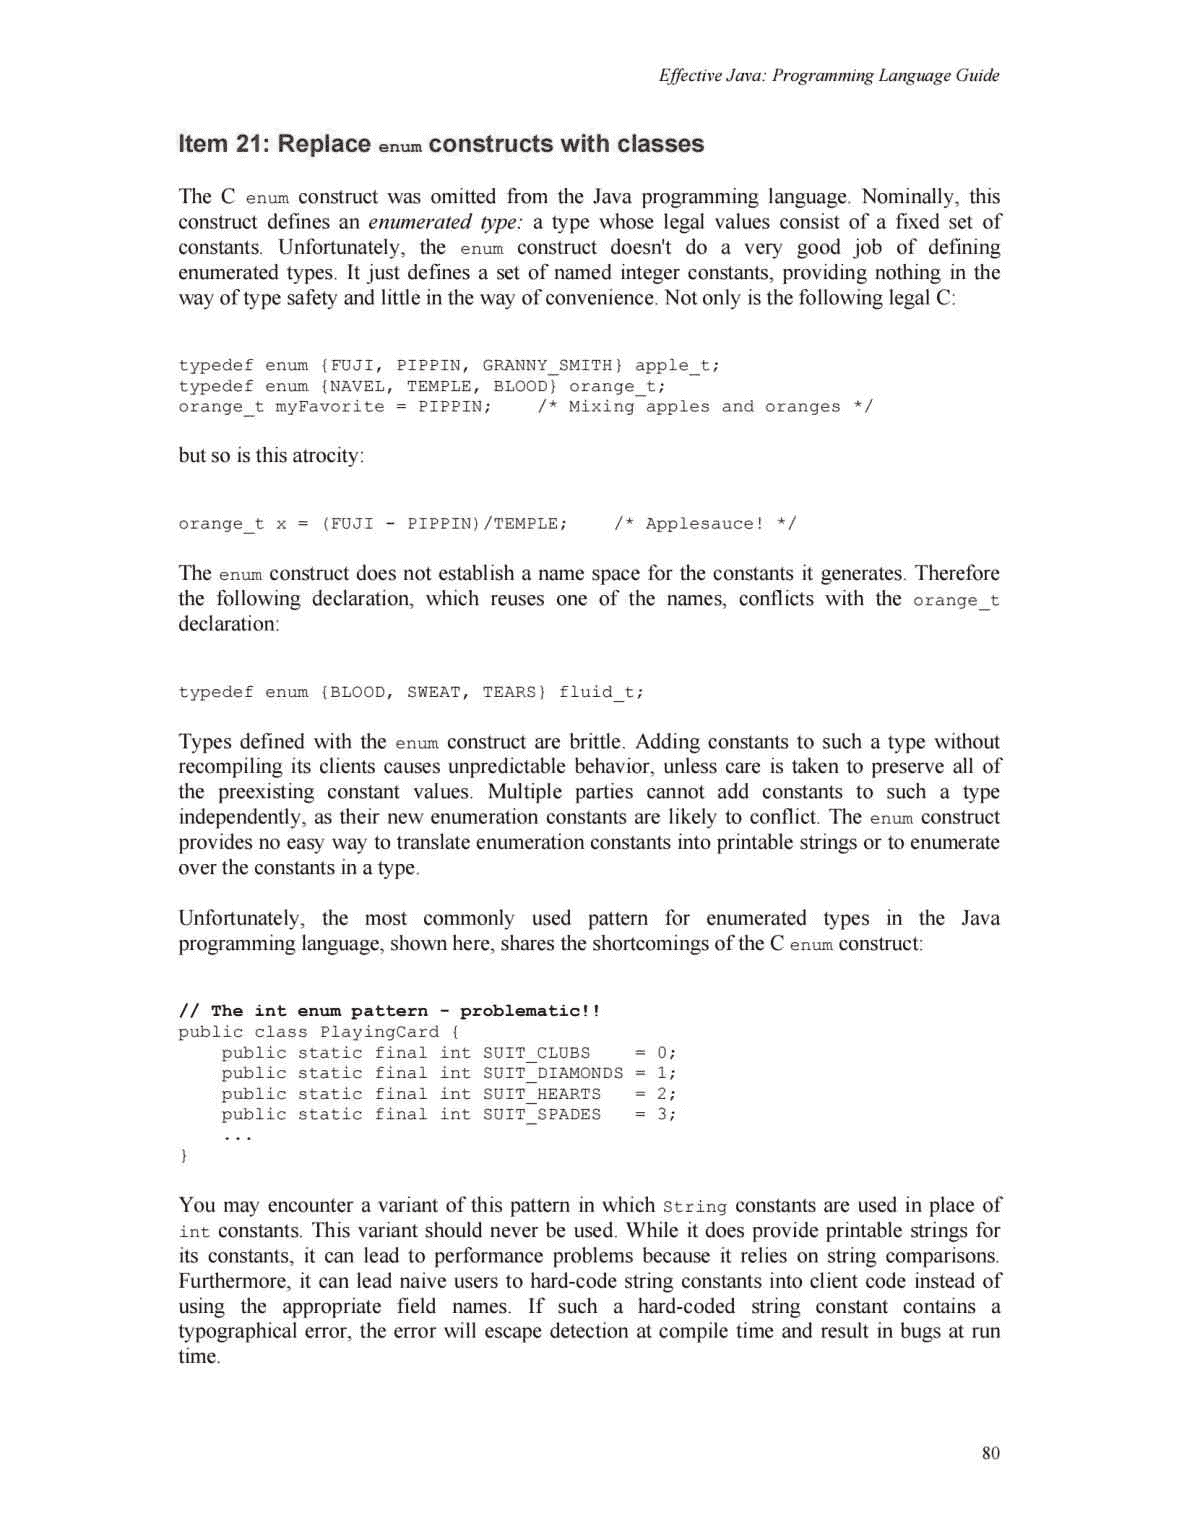 Effective Java: Programming Language Guide
Item 21: Replace enum constructs with classes
The C enum construct was omitted from the Java programming language. Nominally, this
construct defines an enumerated type: a type whose legal values consist of a fixed set of
constants. Unfortunately, the enum construct doesn't do a very good job of defining
enumerated types. It just defines a set of named integer constants, providing nothing in the
way of type safety and little in the way of convenience. Not only is the following legal C:
typedef enum {FUJI, PIPPIN, GRANNY_SMITH} apple_t;
typedef enum {NAVEL, TEMPLE, BLOOD} orange_t;
orange_t myFavorite = PIPPIN;    /* Mixing apples and oranges */
but so is this atrocity:
orange_t x = (FUJI - PIPPIN)/TEMPLE;    /* Applesauce! */
The enum construct does not establish a name space for the constants it generates. Therefore
the following declaration, which reuses one of the names, conflicts with the orange_t
declaration:
typedef enum {BLOOD, SWEAT, TEARS} fluid_t;
Types defined with the enum construct are brittle. Adding constants to such a type without
recompiling its clients causes unpredictable behavior, unless care is taken to preserve all of
the preexisting constant values. Multiple parties cannot add constants to such a type
independently, as their new enumeration constants are likely to conflict. The enum construct
provides no easy way to translate enumeration constants into printable strings or to enumerate
over the constants in a type.
Unfortunately, the most commonly used pattern for enumerated types in the Java
programming language, shown here, shares the shortcomings of the C enum construct:
// The int enum pattern - problematic!!
public class PlayingCard {
    public static final int SUIT_CLUBS    = 0;
    public static final int SUIT_DIAMONDS = 1;
    public static final int SUIT_HEARTS   = 2;
    public static final int SUIT_SPADES   = 3;
    ...
}
You may encounter a variant of this pattern in which String constants are used in place of
int constants. This variant should never be used. While it does provide printable strings for
its constants, it can lead to performance problems because it relies on string comparisons.
Furthermore, it can lead naive users to hard-code string constants into client code instead of
using the appropriate field names. If such a hard-coded string constant contains a
typographical error, the error will escape detection at compile time and result in bugs at run
time.
80